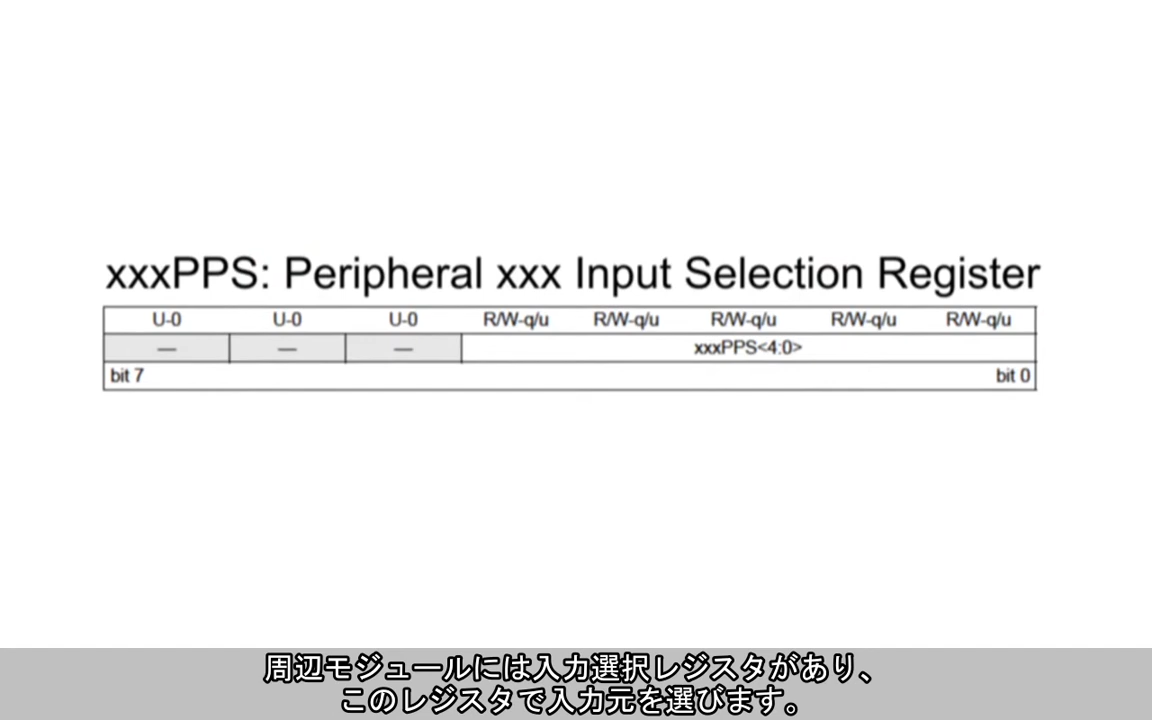 xxxPPS: Peripheral xxx Input Selection Register
U-0 U-0 U-0 R/W-q/u R/W-q/u R/W-q/u R/W-q/u R/W-q/u
— — — xxxPPS<4:0>
bit 7 bit 0
周辺モジュールには入力選択レジスタがあり、
このレジスタで入力元を選びます。